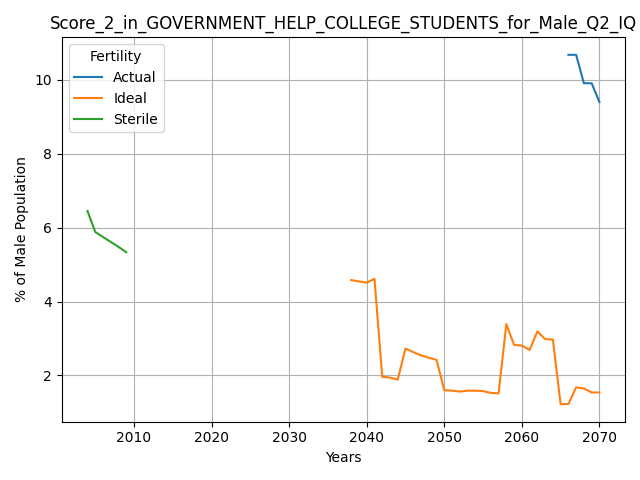 Score_2_in_GOVERNMENT_HELP_COLLEGE_STUDENTS_for_Male_Q2_IQ
Fertility
Actual
Ideal
Sterile
% of Male Population
10
8
6
4
2
2010 2020 2030 2040 2050 2060 2070
Years